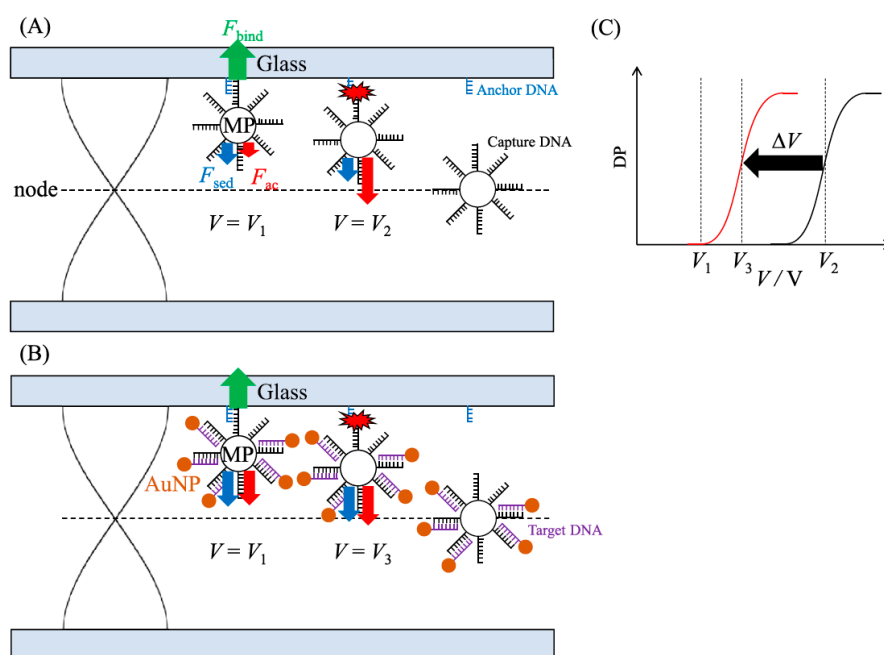 (A)
F_bind
Glass
Anchor DNA
MP
Capture DNA
F_sed
F_ac
node
V = V_1
V = V_2
(B)
Glass
MP
AuNP
Target DNA
V = V_1
V = V_3
(C)
ΔV
DP
V_1
V_3
V_2
V / V